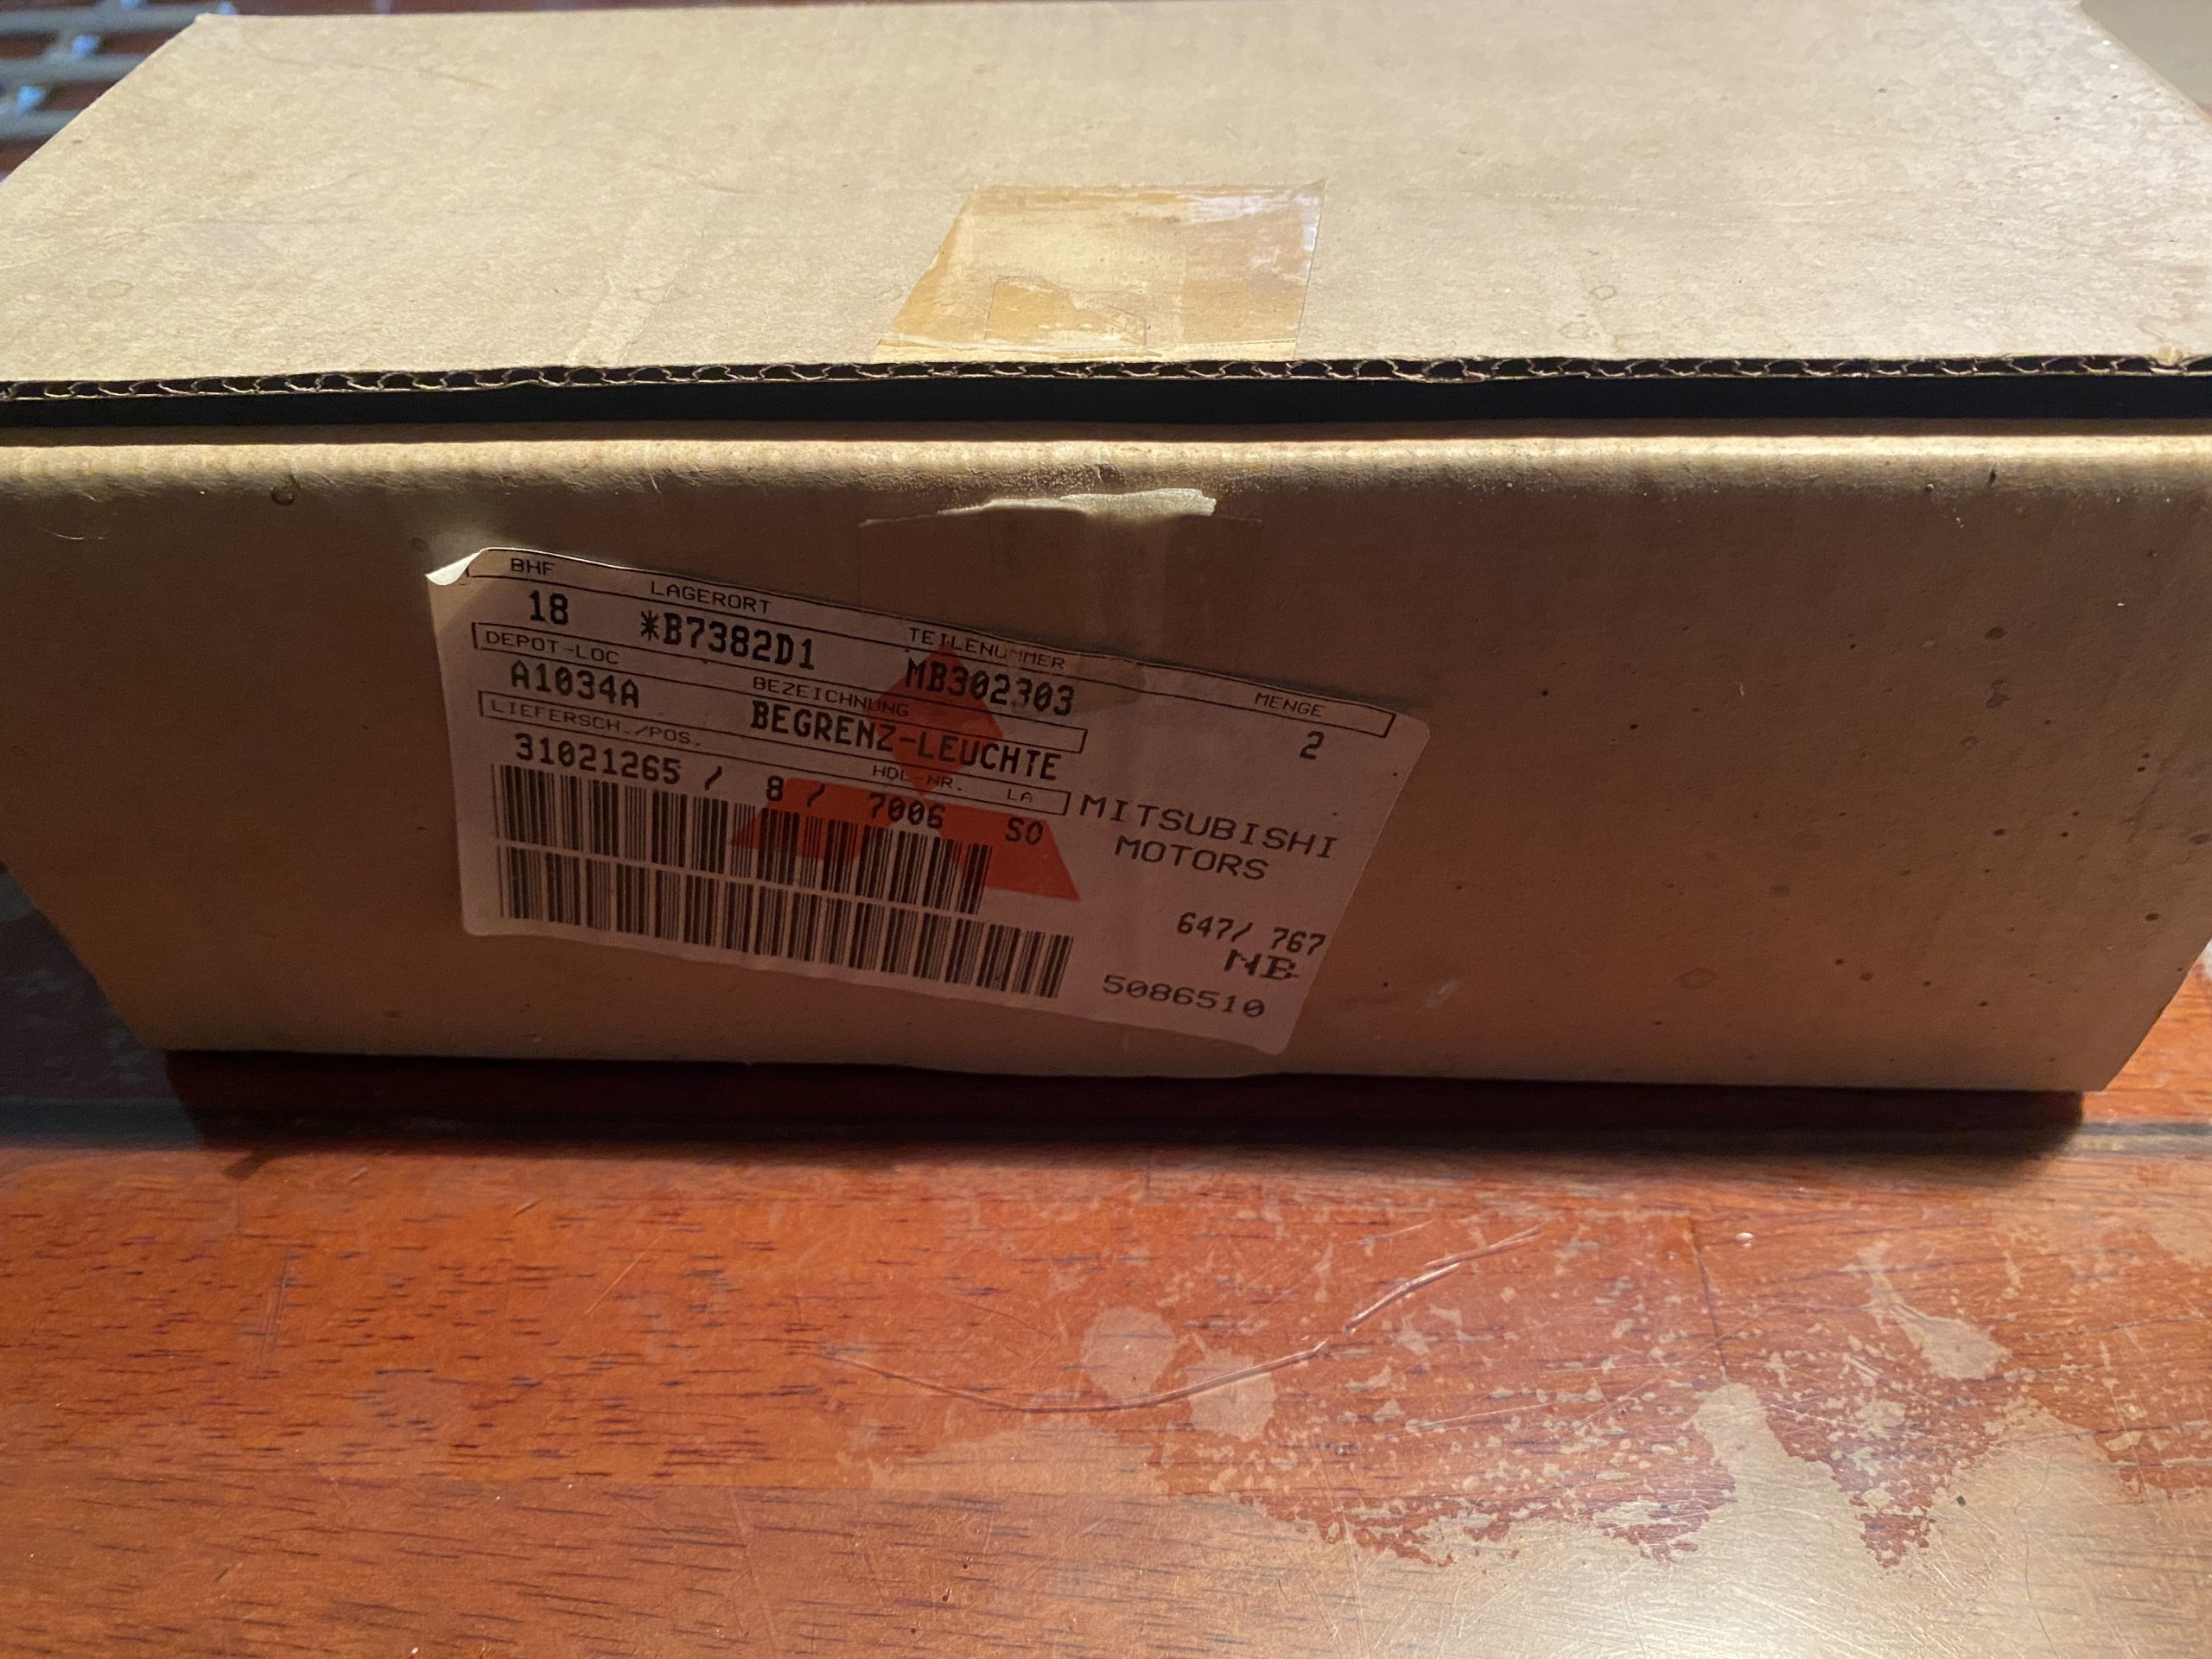 BHF LAGERORT TEILENUMMER MENGE
18 *B7382D1 MB302303 2
DEPOT-LOC BEZEICHNUNG
A1034A BEGRENZ-LEUCHTE
LIEFERSCH./POS. HDL-NR. LA
31021265 / 8 / 7006 SO
MITSUBISHI
MOTORS
647/ 767
NB
5086510